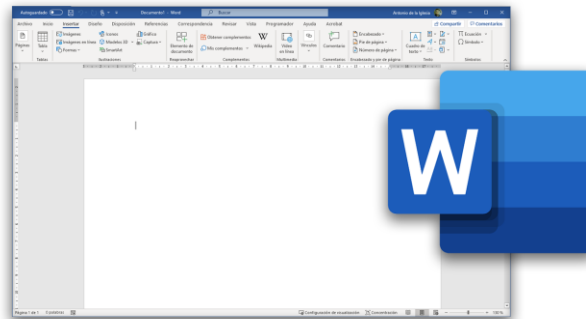 Autoguardado Documento1 - Word Buscar Antonio de la Iglesia
Archivo Inicio Insertar Diseño Disposición Referencias Correspondencia Revisar Vista Programador Ayuda Acrobat Compartir Comentarios
Páginas Tabla Imágenes Iconos Gráfico Elemento de documento Obtener complementos Wikipedia Vídeo en línea Vínculos Comentario Encabezado Cuadro de texto Ecuación
Imágenes en línea Modelos 3D Captura Mis complementos Pie de página Símbolo
Formas SmartArt Número de página
Tablas Ilustraciones Complementos Multimedia Comentarios Encabezado y pie de página Texto Símbolos
W
Página 1 de 1 0 palabras Configuración de visualización Concentración